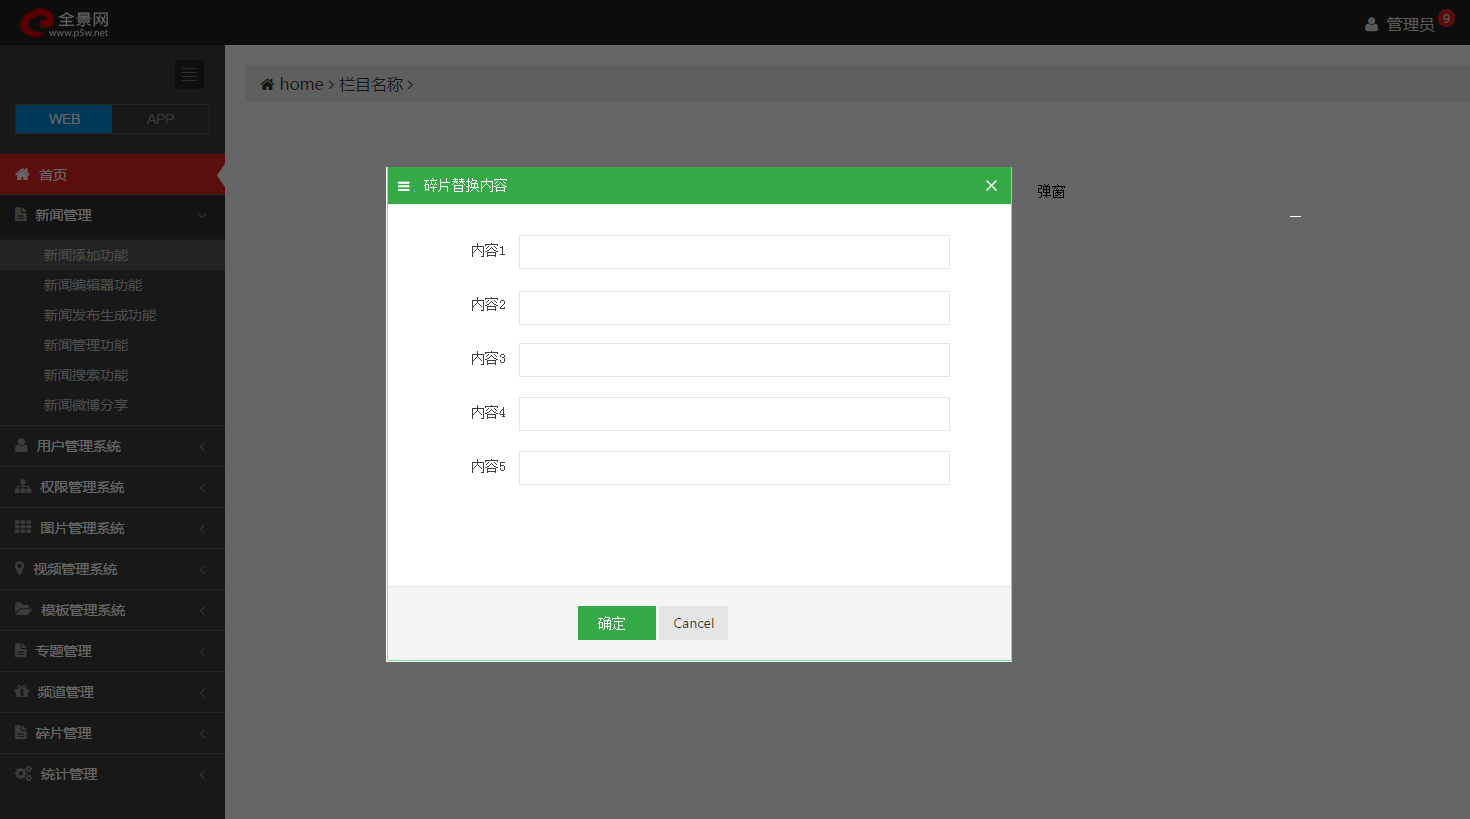 全景网
www.p5w.net
管理员 9
home > 栏目名称 >
WEB
APP
首页
新闻管理
新闻添加功能
新闻编辑器功能
新闻发布生成功能
新闻管理功能
新闻搜索功能
新闻微博分享
用户管理系统
权限管理系统
图片管理系统
视频管理系统
模板管理系统
专题管理
频道管理
碎片管理
统计管理
碎片替换内容
弹窗
内容1
内容2
内容3
内容4
内容5
确定
Cancel